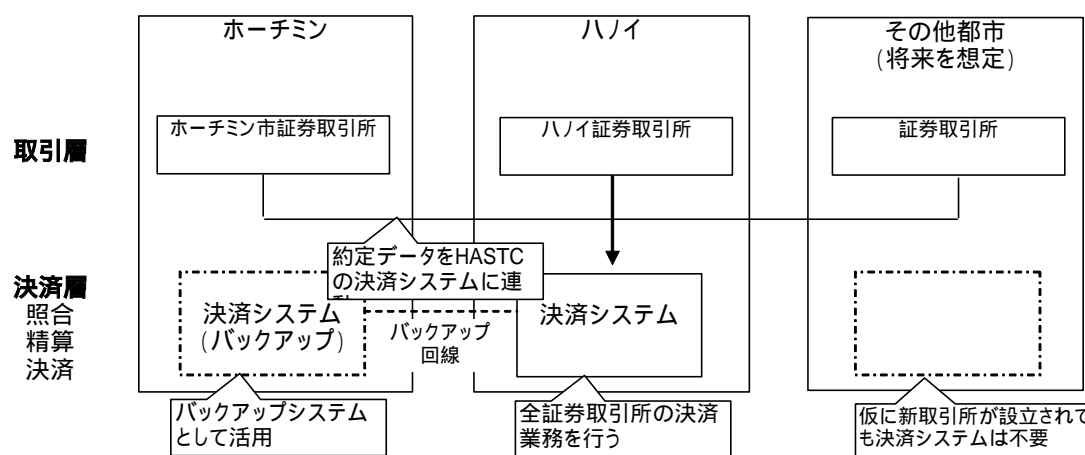 ホーチミン
ハノイ
その他都市
(将来を想定)
取引層
ホーチミン市証券取引所
ハノイ証券取引所
証券取引所
約定データをHASTC
の決済システムに連
決済層
照合
精算
決済
決済システム
(バックアップ)
バックアップ
回線
決済システム
バックアップシステム
として活用
全証券取引所の決済
業務を行う
仮に新取引所が設立されて
も決済システムは不要